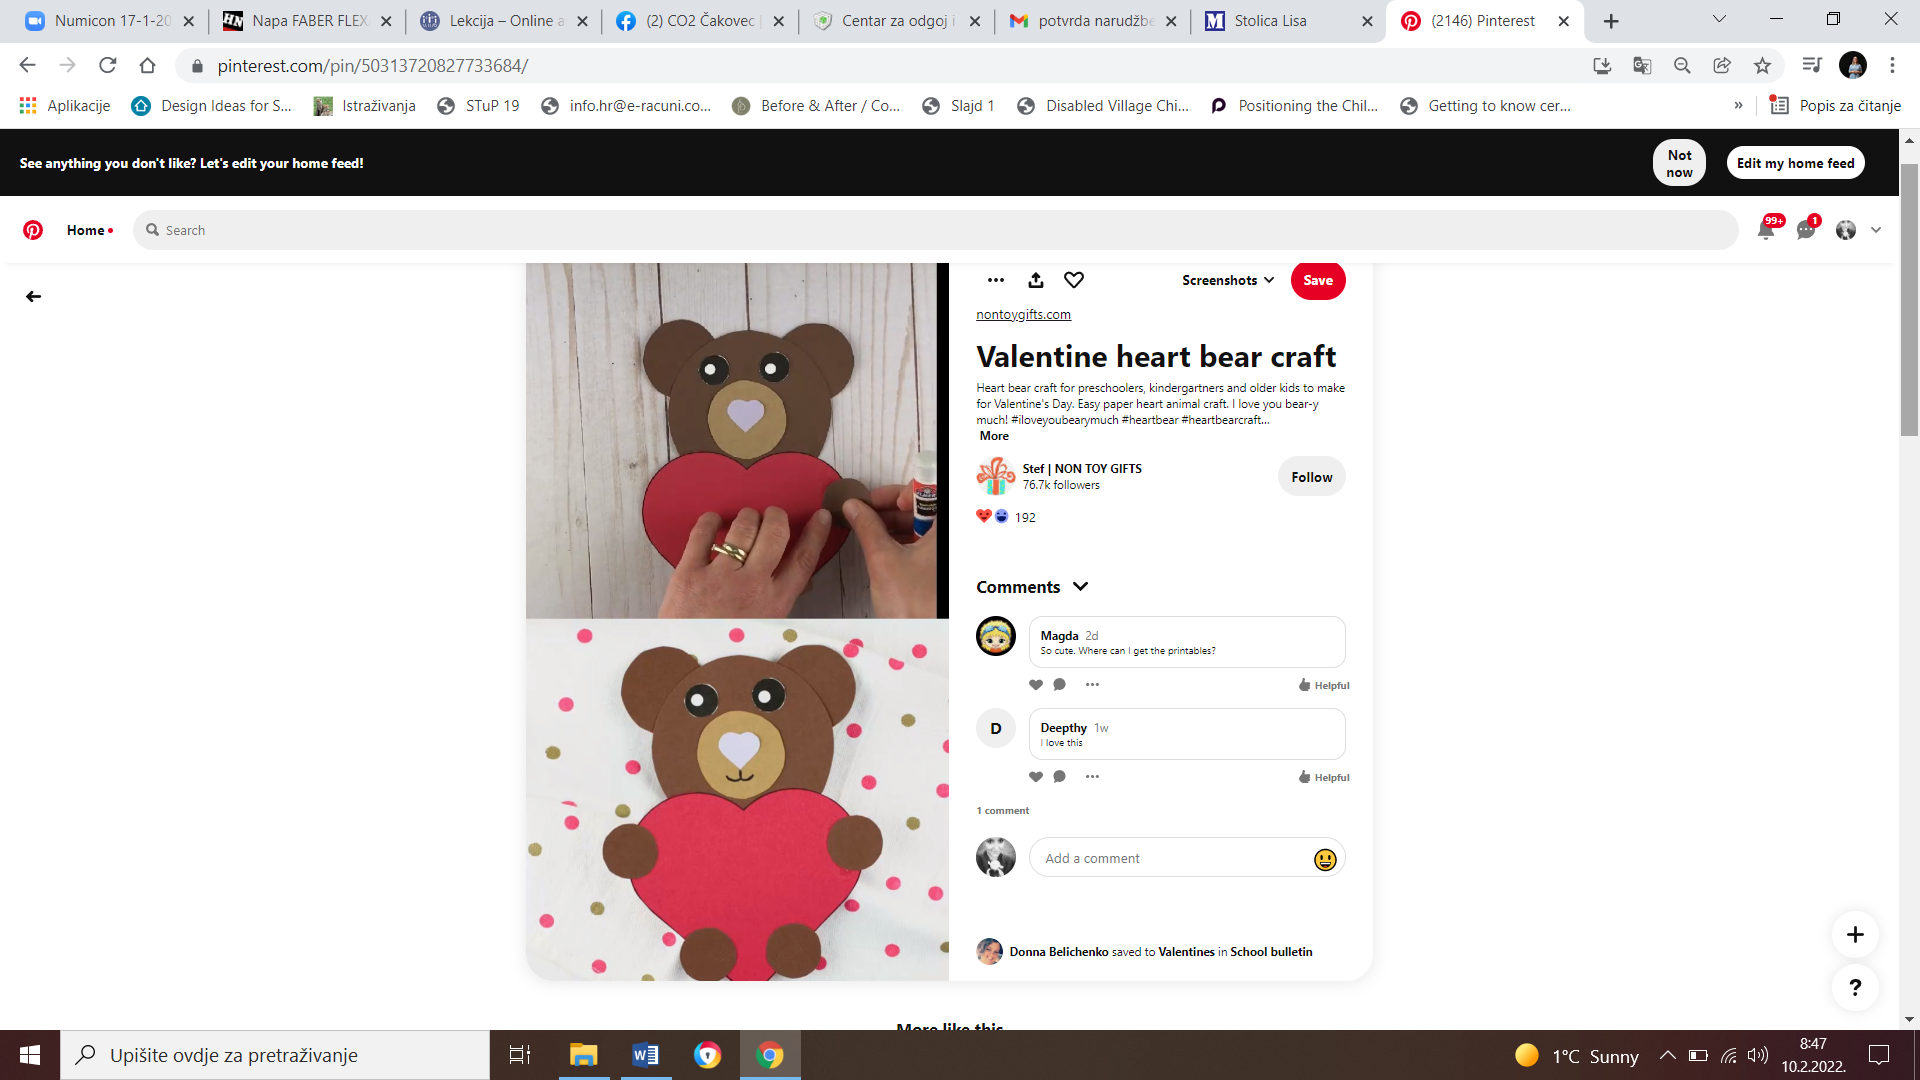 Numicon 17-1-20
Napa FABER FLEX
Lekcija – Online a
(2) CO2 Čakovec
Centar za odgoj i
potvrda narudžbe
Stolica Lisa
(2146) Pinterest
pinterest.com/pin/50313720827733684/
Aplikacije
Design Ideas for S...
Istraživanja
STuP 19
info.hr@e-racuni.co...
Before & After / Co...
Slajd 1
Disabled Village Chi...
Positioning the Chil...
Getting to know cer...
»
Popis za čitanje
See anything you don't like? Let's edit your home feed!
Not
now
Edit my home feed
Home
Search
99+
1
Screenshots
Save
nontoygifts.com
Valentine heart bear craft
Heart bear craft for preschoolers, kindergartners and older kids to make
for Valentine's Day. Easy paper heart animal craft. I love you bear-y
much! #iloveyoubearymuch #heartbear #heartbearcraft...
More
Stef | NON TOY GIFTS
76.7k followers
Follow
192
Comments
Magda 2d
So cute. Where can I get the printables?
Helpful
D
Deepthy 1w
I love this
Helpful
1 comment
Add a comment
Donna Belichenko saved to Valentines in School bulletin
More like this
Upišite ovdje za pretraživanje
1°C Sunny
8:47
10.2.2022.